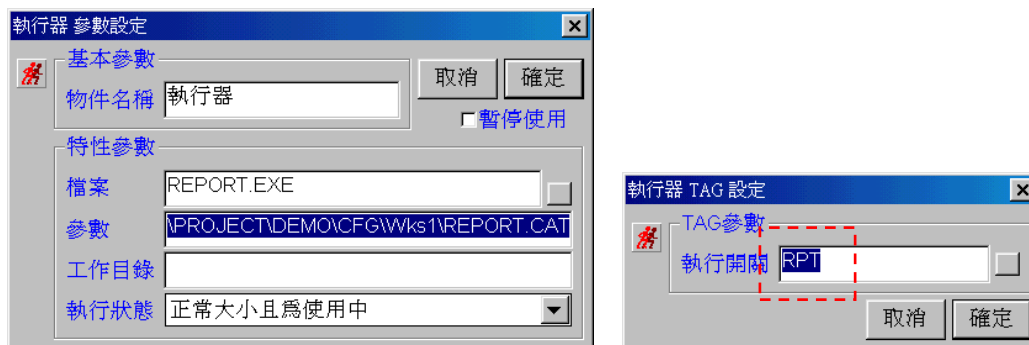 執行器 參數設定
基本參數
物件名稱 執行器
取消 確定
暫停使用
特性參數
檔案 REPORT.EXE
參數 \PROJECT\DEMO\CFG\Wks1\REPORT.CAT
工作目錄
執行狀態 正常大小且為使用中
執行器 TAG 設定
TAG參數
執行開關 RPT
取消 確定